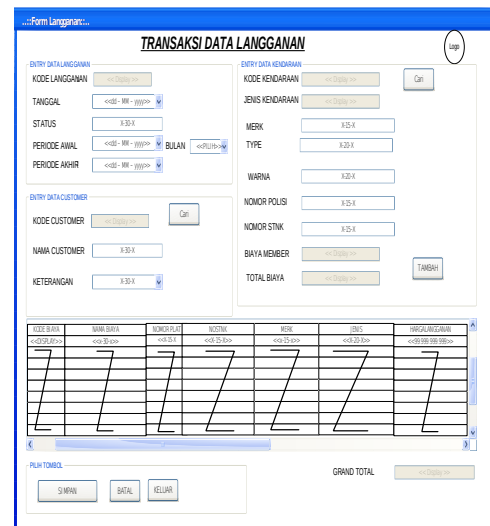 ..::Form Langganan::..
TRANSAKSI DATA LANGGANAN
Logo
ENTRY DATA LANGGANAN
KODE LANGGANAN << Display >>
TANGGAL <<dd – MM – yyyy>>
STATUS X-30-X
PERIODE AWAL <<dd – MM – yyyy>> BULAN <<PILIH>>
PERIODE AKHIR <<dd – MM – yyyy>>
ENTRY DATA CUSTOMER
KODE CUSTOMER << Display >> Cari
NAMA CUSTOMER X-30-X
KETERANGAN X-30-X
ENTRY DATA KENDARAAN
KODE KENDARAAN << Display >> Cari
JENIS KENDARAAN << Display >>
MERK X-15-X
TYPE X-20-X
WARNA X-20-X
NOMOR POLISI X-15-X
NOMOR STNK X-15-X
BIAYA MEMBER << Display >>
TOTAL BIAYA << Display >>
TAMBAH
KODE BIAYA NAMA BIAYA NOMOR PLAT NOSTNK MERK JENIS HARGALANGGANAN
<<DISPLAY>> <<x-30-x>> <<X-15-X <<X-15-X>> <<x-15-x>> <<X-20-X>> <<99.999.999.999>>
PILIH TOMBOL
SIMPAN BATAL KELUAR
GRAND TOTAL << Display >>